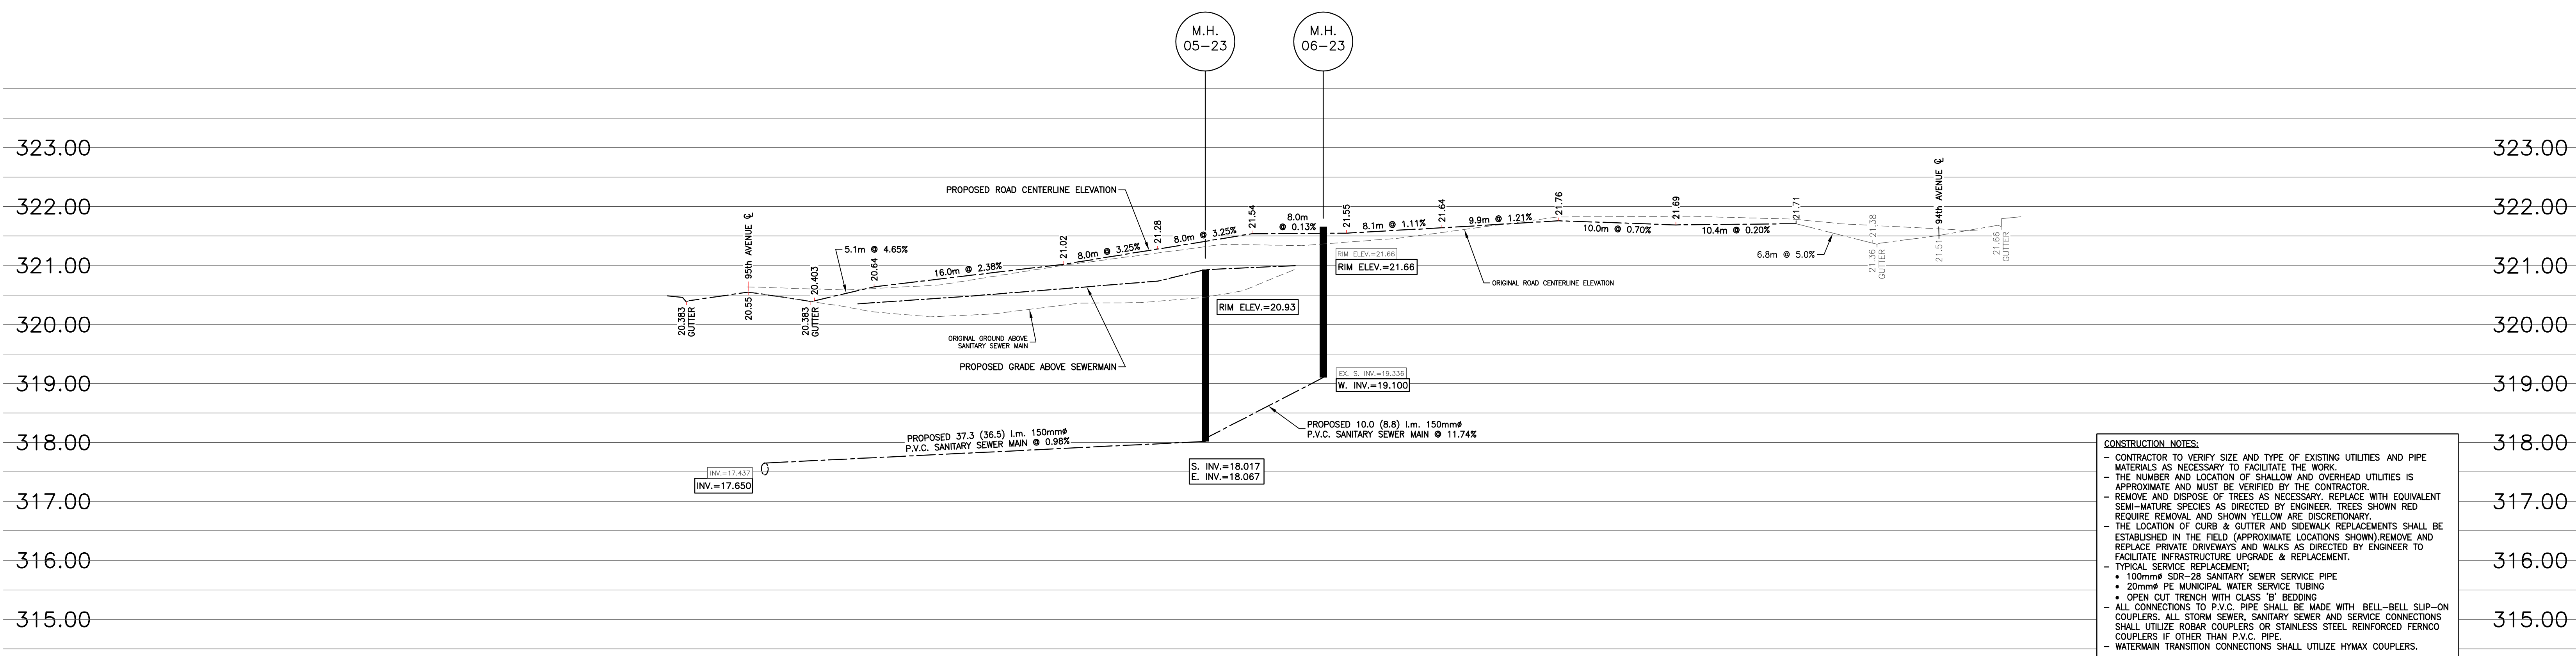 M.H.
05-23
M.H.
06-23
323.00
323.00
322.00
322.00
321.00
321.00
320.00
320.00
319.00
319.00
318.00
318.00
317.00
317.00
316.00
316.00
315.00
315.00
20.383
GUTTER
20.55
95th AVENUE ℄
20.383
GUTTER
20.403
5.1m @ 4.65%
20.64
16.0m @ 2.38%
21.02
8.0m @ 3.25%
PROPOSED ROAD CENTERLINE ELEVATION
21.28
8.0m @ 3.25%
21.54
8.0m
@ 0.13%
21.55
8.1m @ 1.11%
21.64
9.9m @ 1.21%
21.76
10.0m @ 0.70%
21.69
10.4m @ 0.20%
21.71
6.8m @ 5.0%
21.36
21.38
GUTTER
21.51
94th AVENUE ℄
21.66
GUTTER
RIM ELEV.=21.66
RIM ELEV.=21.66
ORIGINAL ROAD CENTERLINE ELEVATION
RIM ELEV.=20.93
ORIGINAL GROUND ABOVE
SANITARY SEWER MAIN
PROPOSED GRADE ABOVE SEWERMAIN
EX. S. INV.=19.336
W. INV.=19.100
PROPOSED 37.3 (36.5) l.m. 150mmø
P.V.C. SANITARY SEWER MAIN @ 0.98%
PROPOSED 10.0 (8.8) l.m. 150mmø
P.V.C. SANITARY SEWER MAIN @ 11.74%
INV.=17.437
INV.=17.650
S. INV.=18.017
E. INV.=18.067
CONSTRUCTION NOTES:
- CONTRACTOR TO VERIFY SIZE AND TYPE OF EXISTING UTILITIES AND PIPE
MATERIALS AS NECESSARY TO FACILITATE THE WORK.
- THE NUMBER AND LOCATION OF SHALLOW AND OVERHEAD UTILITIES IS
APPROXIMATE AND MUST BE VERIFIED BY THE CONTRACTOR.
- REMOVE AND DISPOSE OF TREES AS NECESSARY. REPLACE WITH EQUIVALENT
SEMI-MATURE SPECIES AS DIRECTED BY ENGINEER. TREES SHOWN RED
REQUIRE REMOVAL AND SHOWN YELLOW ARE DISCRETIONARY.
- THE LOCATION OF CURB & GUTTER AND SIDEWALK REPLACEMENTS SHALL BE
ESTABLISHED IN THE FIELD (APPROXIMATE LOCATIONS SHOWN).REMOVE AND
REPLACE PRIVATE DRIVEWAYS AND WALKS AS DIRECTED BY ENGINEER TO
FACILITATE INFRASTRUCTURE UPGRADE & REPLACEMENT.
- TYPICAL SERVICE REPLACEMENT;
• 100mmø SDR-28 SANITARY SEWER SERVICE PIPE
• 20mmø PE MUNICIPAL WATER SERVICE TUBING
• OPEN CUT TRENCH WITH CLASS 'B' BEDDING
- ALL CONNECTIONS TO P.V.C. PIPE SHALL BE MADE WITH BELL-BELL SLIP-ON
COUPLERS. ALL STORM SEWER, SANITARY SEWER AND SERVICE CONNECTIONS
SHALL UTILIZE ROBAR COUPLERS OR STAINLESS STEEL REINFORCED FERNCO
COUPLERS IF OTHER THAN P.V.C. PIPE.
- WATERMAIN TRANSITION CONNECTIONS SHALL UTILIZE HYMAX COUPLERS.